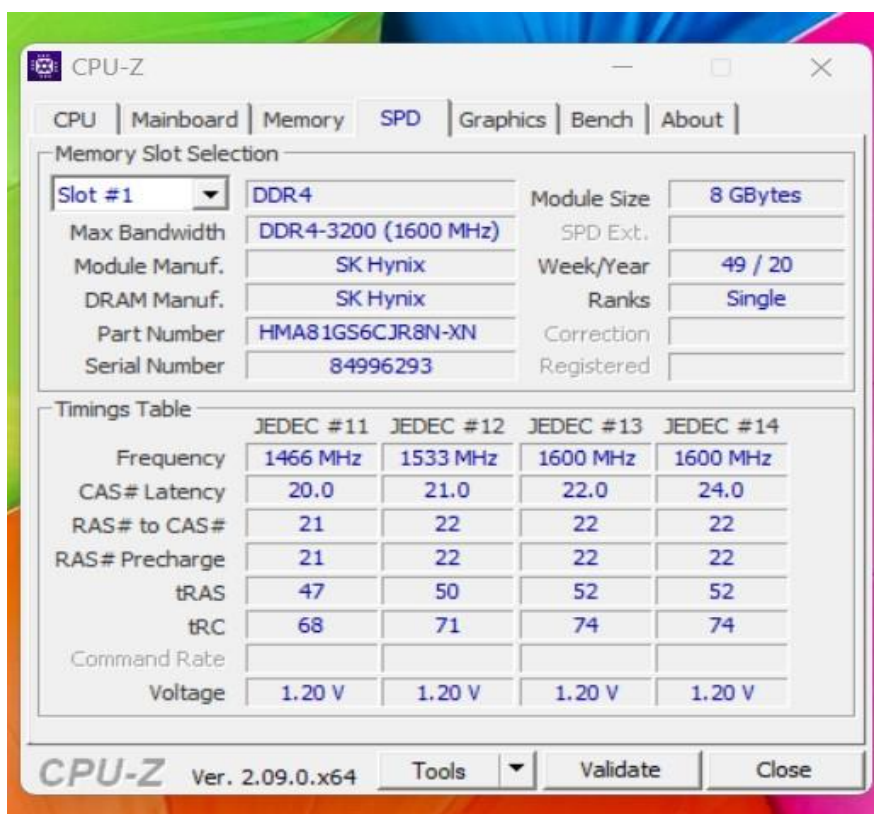 CPU-Z
CPU Mainboard Memory SPD Graphics Bench About
Memory Slot Selection
Slot #1 DDR4 Module Size 8 GBytes
Max Bandwidth DDR4-3200 (1600 MHz) SPD Ext.
Module Manuf. SK Hynix Week/Year 49 / 20
DRAM Manuf. SK Hynix Ranks Single
Part Number HMA81GS6CJR8N-XN Correction
Serial Number 84996293 Registered
Timings Table
JEDEC #11 JEDEC #12 JEDEC #13 JEDEC #14
Frequency 1466 MHz 1533 MHz 1600 MHz 1600 MHz
CAS# Latency 20.0 21.0 22.0 24.0
RAS# to CAS# 21 22 22 22
RAS# Precharge 21 22 22 22
tRAS 47 50 52 52
tRC 68 71 74 74
Command Rate
Voltage 1.20 V 1.20 V 1.20 V 1.20 V
CPU-Z Ver. 2.09.0.x64 Tools Validate Close